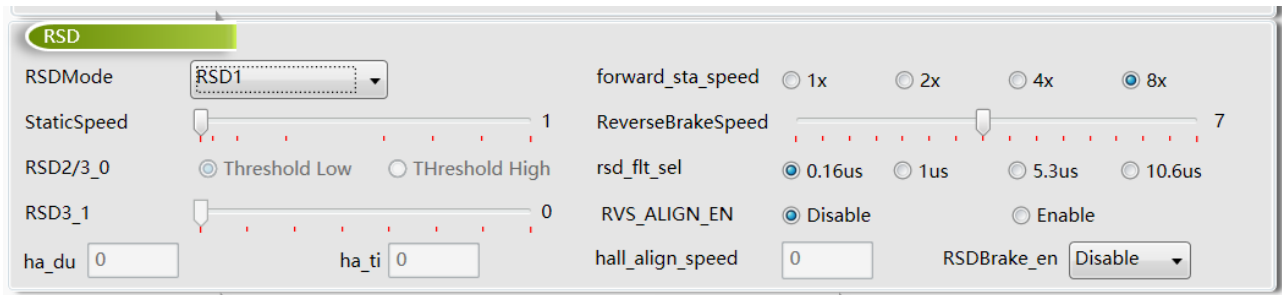 RSD
RSDMode RSD1 forward_sta_speed 1x 2x 4x 8x
StaticSpeed 1 ReverseBrakeSpeed 7
RSD2/3_0 Threshold Low THreshold High rsd_flt_sel 0.16us 1us 5.3us 10.6us
RSD3_1 0 RVS_ALIGN_EN Disable Enable
ha_du 0 ha_ti 0 hall_align_speed 0 RSDBrake_en Disable